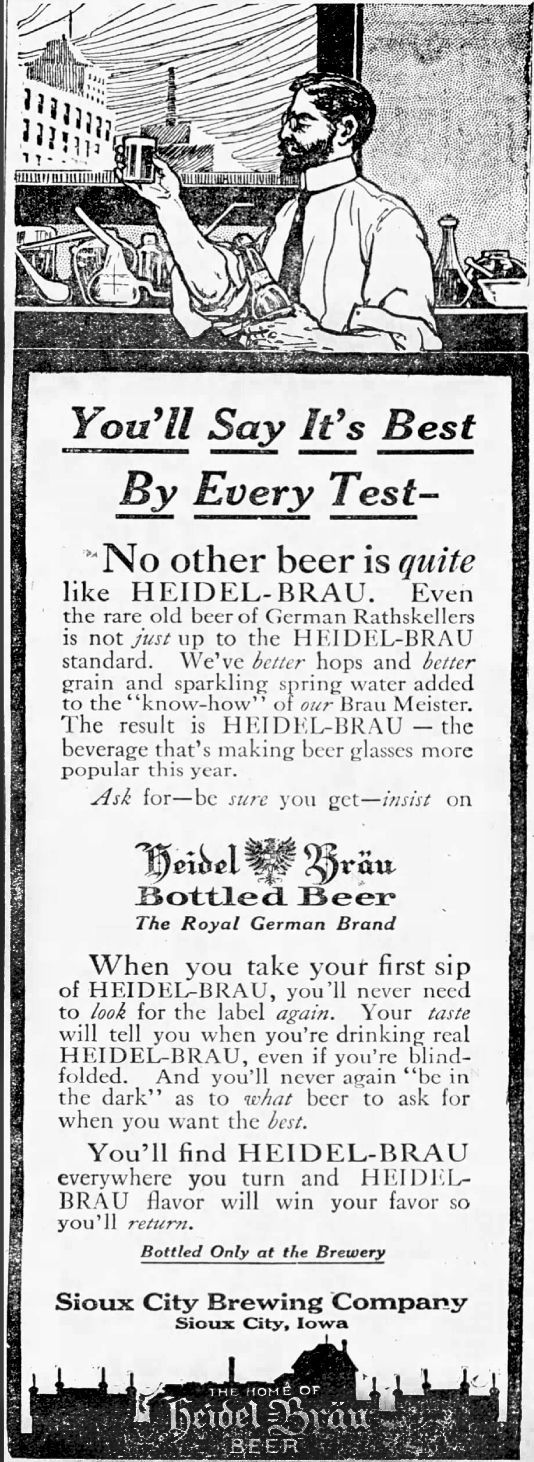 You'll Say It's Best
By Every Test-
No other beer is quite
like HEIDEL-BRAU. Even
the rare old beer of German Rathskellers
is not just up to the HEIDEL-BRAU
standard. We've better hops and better
grain and sparkling spring water added
to the "know-how" of our Brau Meister.
The result is HEIDEL-BRAU — the
beverage that's making beer glasses more
popular this year.
Ask for—be sure you get—insist on
Heidel Bräu
Bottled Beer
The Royal German Brand
When you take your first sip
of HEIDEL-BRAU, you'll never need
to look for the label again. Your taste
will tell you when you're drinking real
HEIDEL-BRAU, even if you're blind-
folded. And you'll never again "be in
the dark" as to what beer to ask for
when you want the best.
You'll find HEIDEL-BRAU
everywhere you turn and HEIDEL-
BRAU flavor will win your favor so
you'll return.
Bottled Only at the Brewery
Sioux City Brewing Company
Sioux City, Iowa
THE HOME OF
Heidel-Bräu
BEER